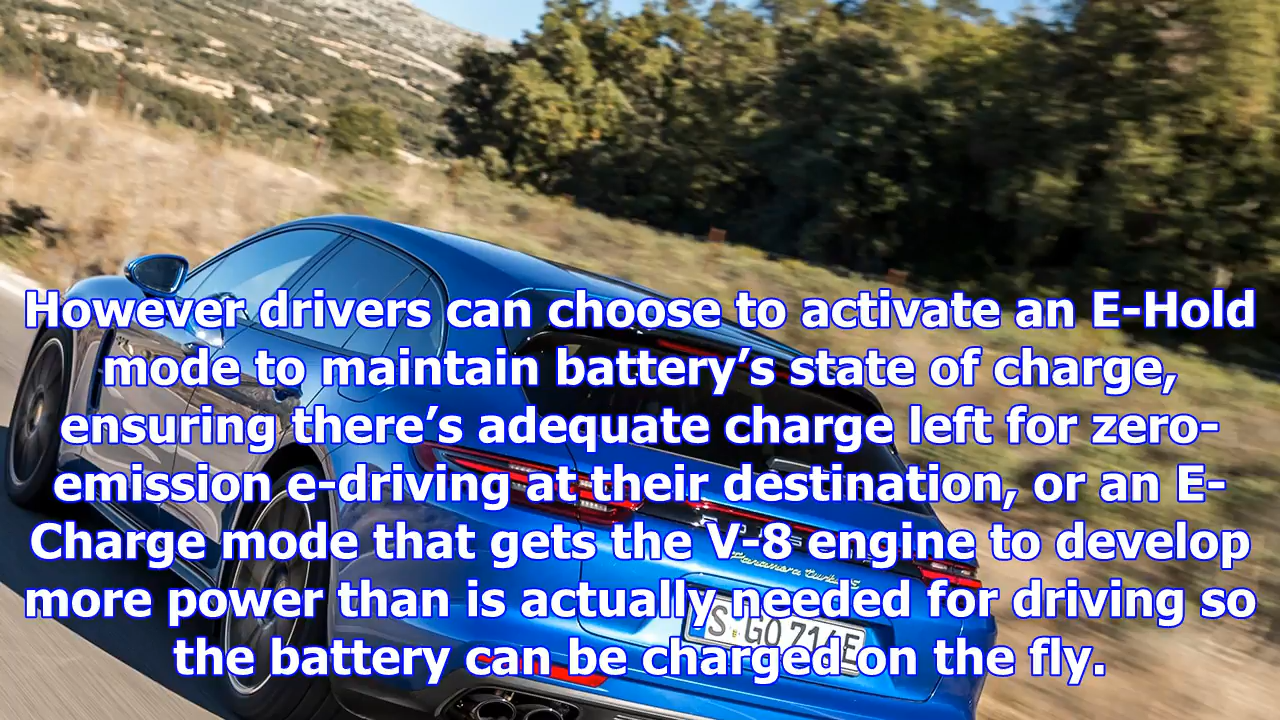 However drivers can choose to activate an E-Hold
mode to maintain battery’s state of charge,
ensuring there’s adequate charge left for zero-
emission e-driving at their destination, or an E-
Charge mode that gets the V-8 engine to develop
more power than is actually needed for driving so
the battery can be charged on the fly.